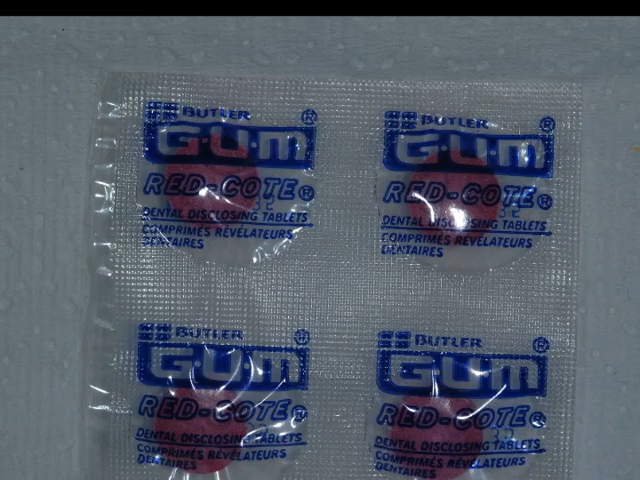 BUTLER ®
G·U·M
RED-COTE ®
DENTAL DISCLOSING TABLETS
COMPRIMÉS RÉVÉLATEURS
DENTAIRES
BUTLER ®
G·U·M
RED-COTE ®
DENTAL DISCLOSING TABLETS
COMPRIMÉS RÉVÉLATEURS
DENTAIRES
BUTLER ®
G·U·M
RED-COTE ®
DENTAL DISCLOSING TABLETS
COMPRIMÉS RÉVÉLATEURS
DENTAIRES
BUTLER ®
G·U·M
RED-COTE ®
DENTAL DISCLOSING TABLETS
COMPRIMÉS RÉVÉLATEURS
DENTAIRES